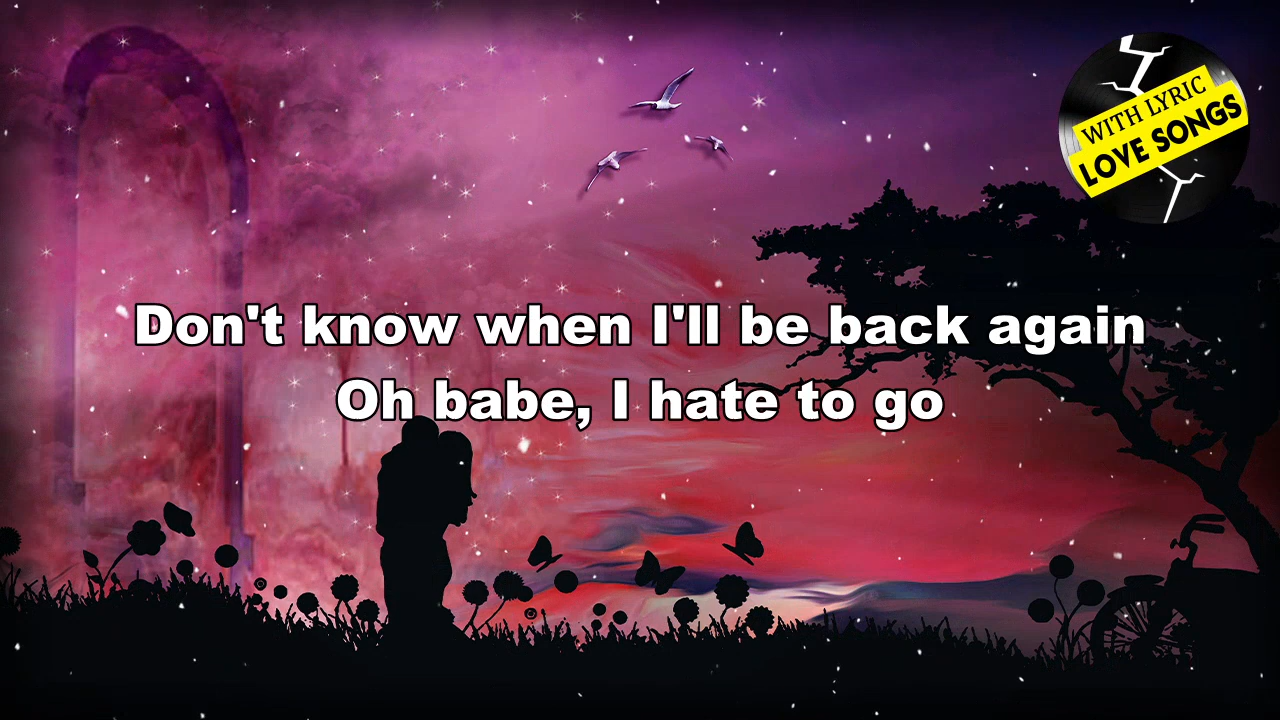 WITH LYRIC
LOVE SONGS
Don't know when I'll be back again
Oh babe, I hate to go